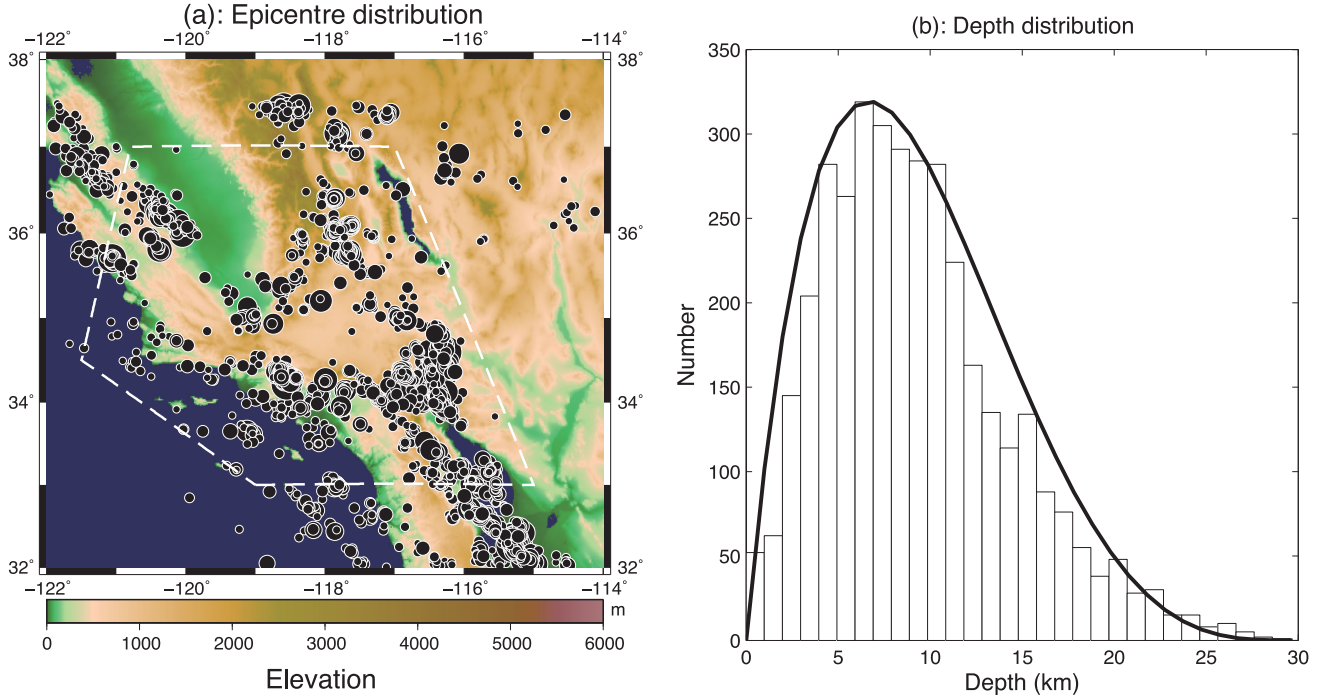 (a): Epicentre distribution
−122˚ −120˚ −118˚ −116˚ −114˚
38˚ 38˚
36˚ 36˚
34˚ 34˚
32˚ 32˚
−122˚ −120˚ −118˚ −116˚ −114˚
m
0 1000 2000 3000 4000 5000 6000
Elevation
(b): Depth distribution
350
300
250
200
150
100
50
0
Number
0 5 10 15 20 25 30
Depth (km)